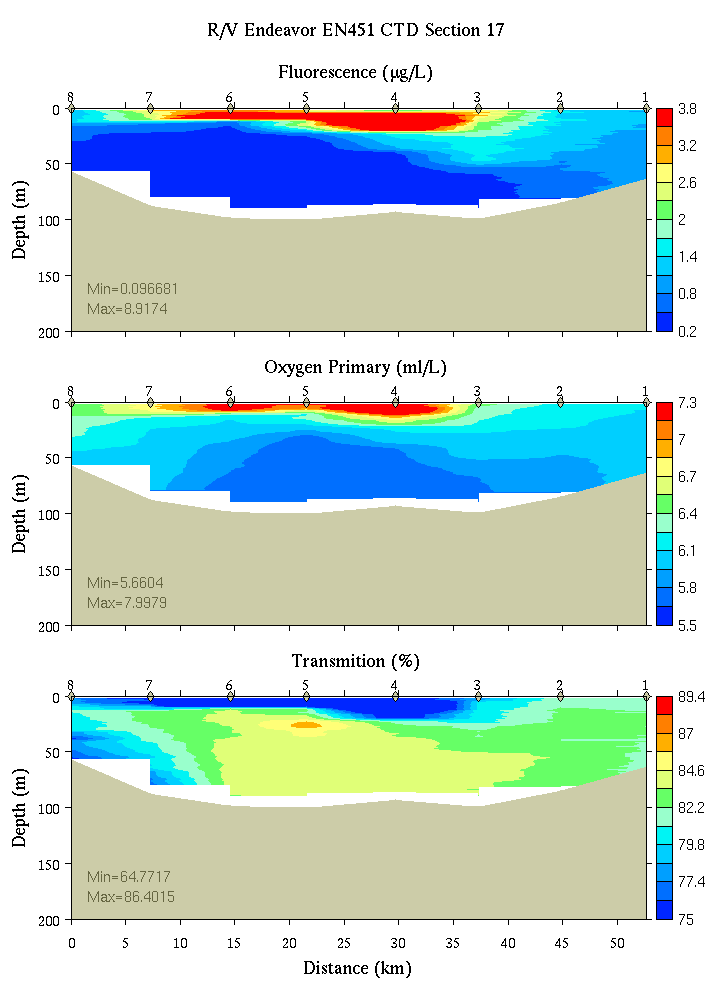 R/V Endeavor EN451 CTD Section 17
Fluorescence (µg/L)
8 7 6 5 4 3 2 1
0
50
100
150
200
Depth (m)
Min=0.096681
Max=8.9174
3.8
3.2
2.6
2
1.4
0.8
0.2
Oxygen Primary (ml/L)
8 7 6 5 4 3 2 1
0
50
100
150
200
Depth (m)
Min=5.6604
Max=7.9979
7.3
7
6.7
6.4
6.1
5.8
5.5
Transmition (%)
8 7 6 5 4 3 2 1
0
50
100
150
200
Depth (m)
Min=64.7717
Max=86.4015
89.4
87
84.6
82.2
79.8
77.4
75
0 5 10 15 20 25 30 35 40 45 50
Distance (km)